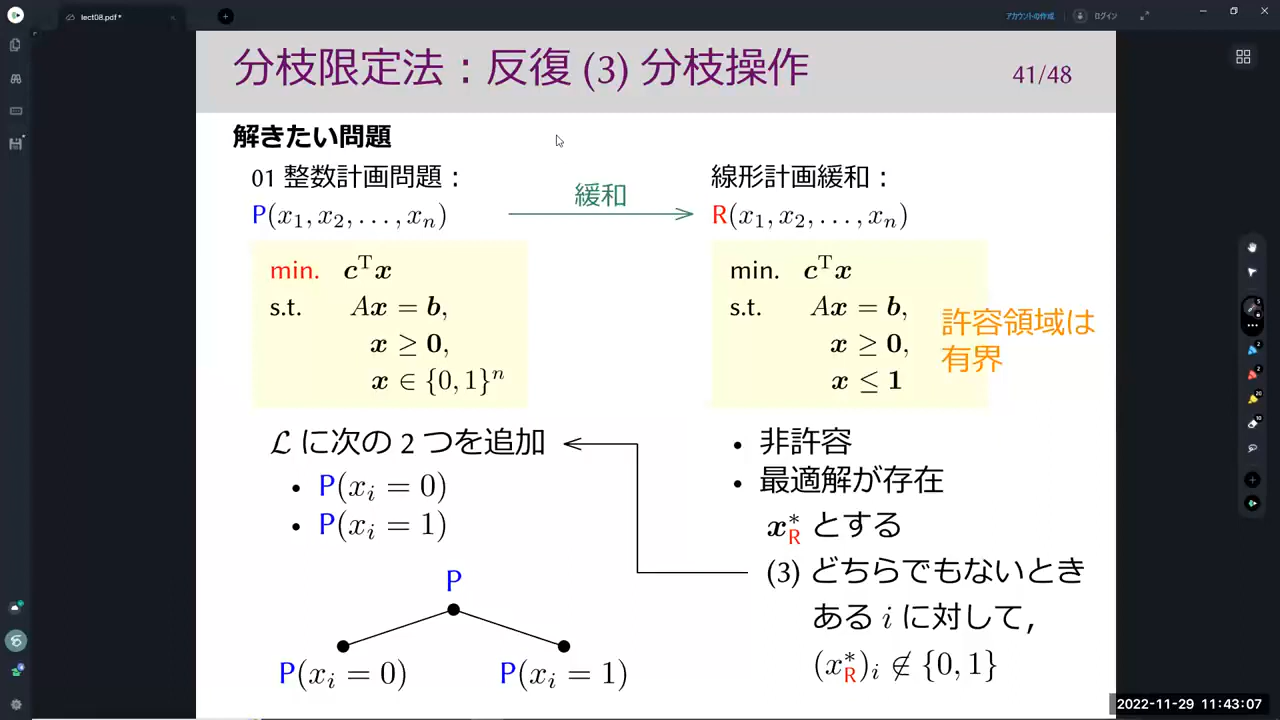 lect08.pdf*
アカウントの作成
ログイン
分枝限定法：反復 (3) 分枝操作
41/48
解きたい問題
01 整数計画問題：
P(x₁, x₂, . . . , xₙ)
緩和
線形計画緩和：
R(x₁, x₂, . . . , xₙ)
min. cᵀx
s.t. Ax = b,
x ≥ 0,
x ∈ {0, 1}ⁿ
min. cᵀx
s.t. Ax = b,
x ≥ 0,
x ≤ 1
許容領域は
有界
ℒ に次の 2 つを追加
• P(xᵢ = 0)
• P(xᵢ = 1)
P
P(xᵢ = 0)
P(xᵢ = 1)
• 非許容
• 最適解が存在
x*_R とする
(3) どちらでもないとき
ある i に対して,
(x*_R)ᵢ ∉ {0, 1}
2022-11-29 11:43:07